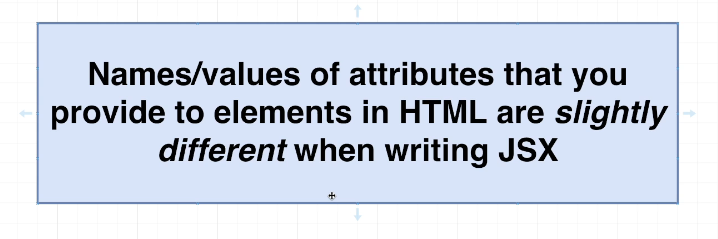 Names/values of attributes that you
provide to elements in HTML are slightly
different when writing JSX